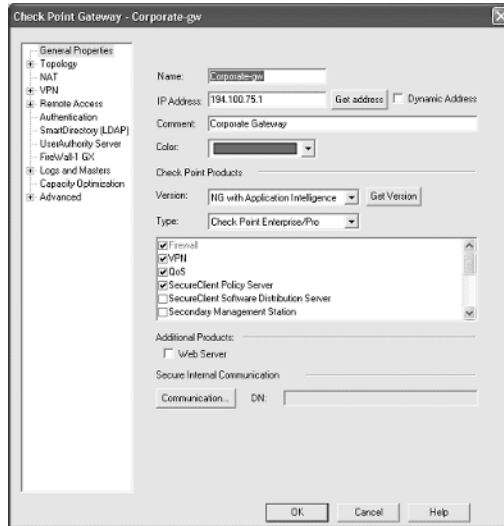 Check Point Gateway - Corporate-gw
General Properties
Topology
NAT
VPN
Remote Access
Authentication
SmartDirectory (LDAP)
UserAuthority Server
FireWall-1 GX
Logs and Masters
Capacity Optimization
Advanced
Name: Corporate-gw
IP Address: 194.100.75.1 Get address Dynamic Address
Comment: Corporate Gateway
Color:
Check Point Products
Version: NG with Application Intelligence Get Version
Type: Check Point Enterprise/Pro
Firewall
VPN
QoS
SecureClient Policy Server
SecureClient Software Distribution Server
Secondary Management Station
Additional Products:
Web Server
Secure Internal Communication
Communication... DN:
OK Cancel Help